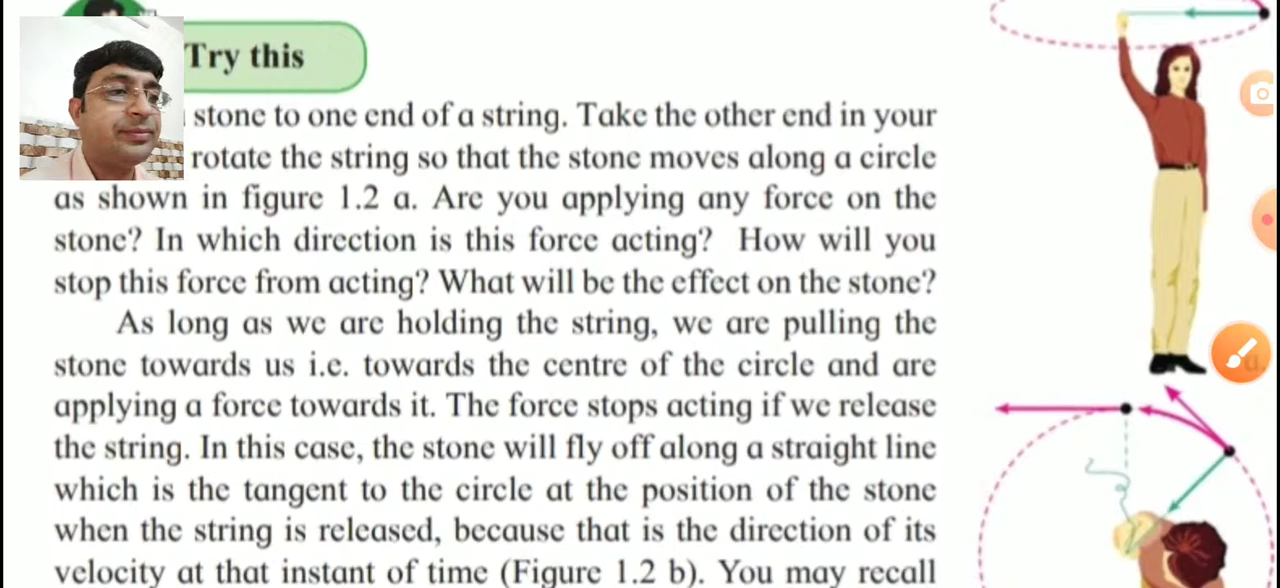 Try this
stone to one end of a string. Take the other end in your
rotate the string so that the stone moves along a circle
as shown in figure 1.2 a. Are you applying any force on the
stone? In which direction is this force acting? How will you
stop this force from acting? What will be the effect on the stone?
As long as we are holding the string, we are pulling the
stone towards us i.e. towards the centre of the circle and are
applying a force towards it. The force stops acting if we release
the string. In this case, the stone will fly off along a straight line
which is the tangent to the circle at the position of the stone
when the string is released, because that is the direction of its
velocity at that instant of time (Figure 1.2 b). You may recall